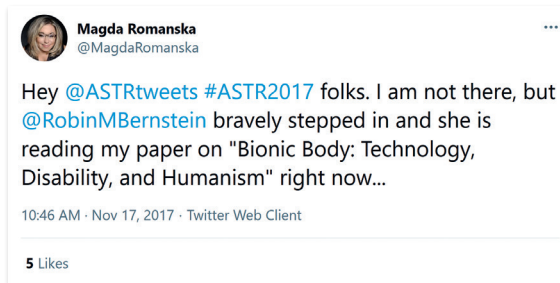 Magda Romanska
@MagdaRomanska
Hey @ASTRtweets #ASTR2017 folks. I am not there, but
@RobinMBernstein bravely stepped in and she is
reading my paper on "Bionic Body: Technology,
Disability, and Humanism" right now...
10:46 AM · Nov 17, 2017 · Twitter Web Client
5 Likes